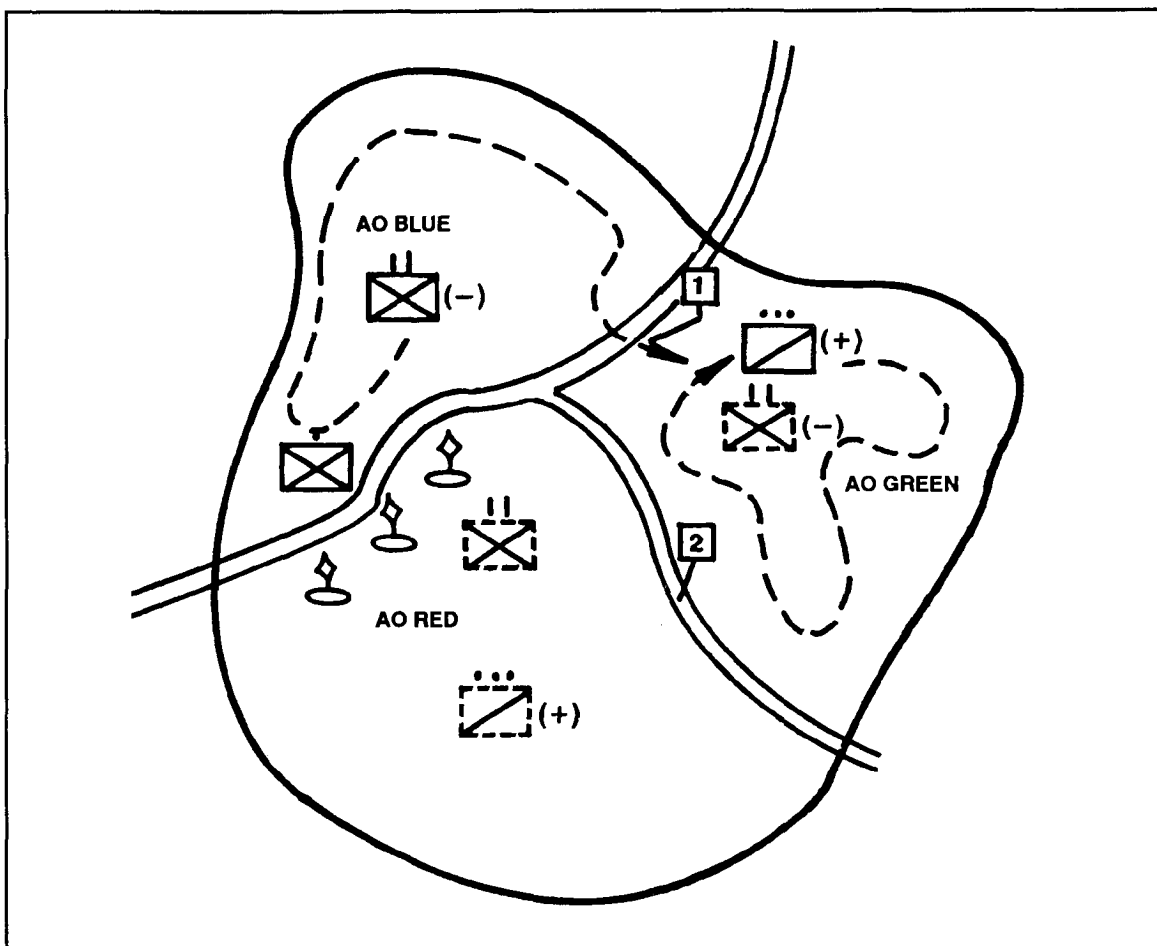 AO BLUE
(−)
1
(+)
(−)
AO GREEN
2
AO RED
(+)